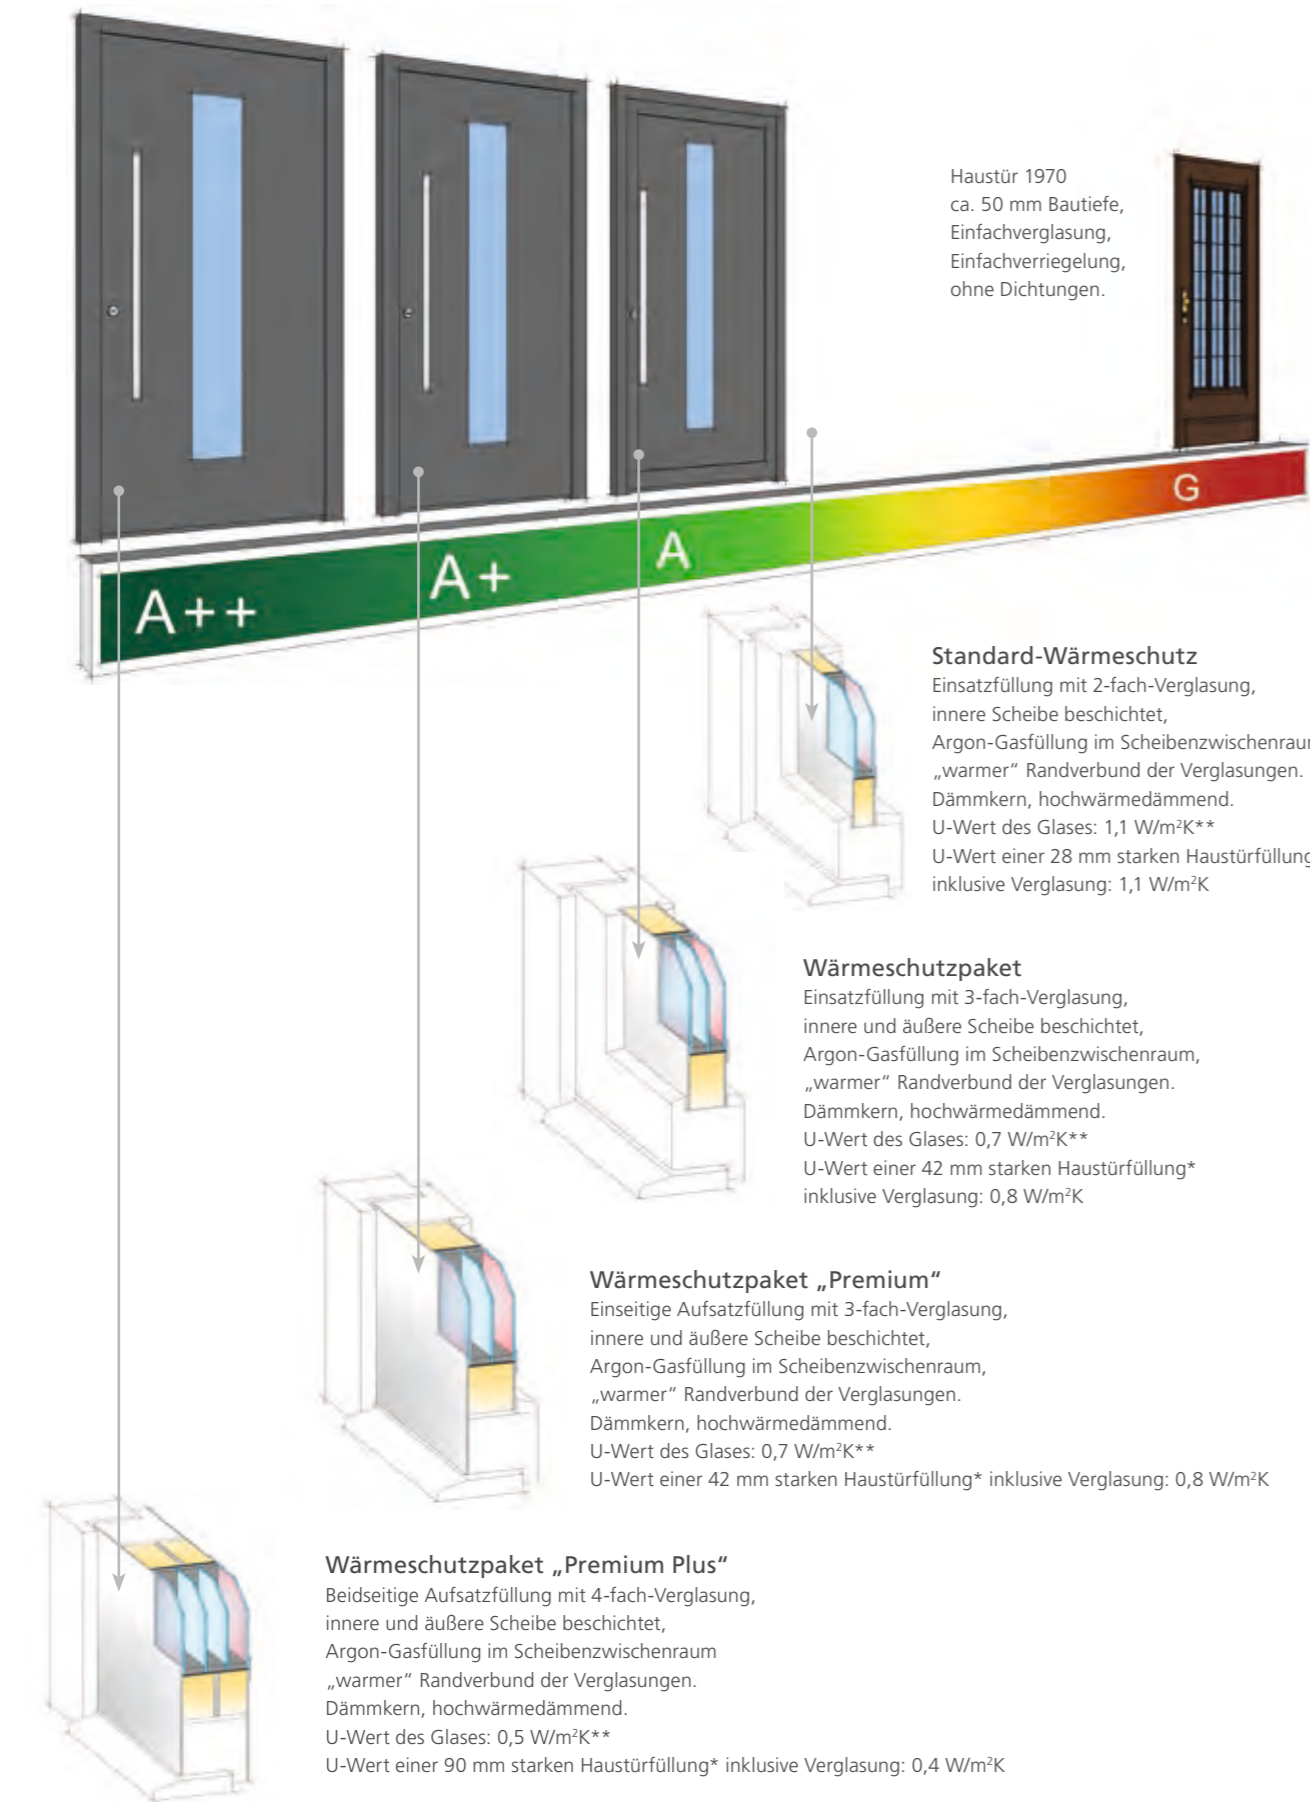 Haustür 1970
ca. 50 mm Bautiefe,
Einfachverglasung,
Einfachverriegelung,
ohne Dichtungen.
G
A
A+
A++
Standard-Wärmeschutz
Einsatzfüllung mit 2-fach-Verglasung,
innere Scheibe beschichtet,
Argon-Gasfüllung im Scheibenzwischenraum
„warmer“ Randverbund der Verglasungen.
Dämmkern, hochwärmedämmend.
U-Wert des Glases: 1,1 W/m²K**
U-Wert einer 28 mm starken Haustürfüllung
inklusive Verglasung: 1,1 W/m²K
Wärmeschutzpaket
Einsatzfüllung mit 3-fach-Verglasung,
innere und äußere Scheibe beschichtet,
Argon-Gasfüllung im Scheibenzwischenraum,
„warmer“ Randverbund der Verglasungen.
Dämmkern, hochwärmedämmend.
U-Wert des Glases: 0,7 W/m²K**
U-Wert einer 42 mm starken Haustürfüllung*
inklusive Verglasung: 0,8 W/m²K
Wärmeschutzpaket „Premium“
Einseitige Aufsatzfüllung mit 3-fach-Verglasung,
innere und äußere Scheibe beschichtet,
Argon-Gasfüllung im Scheibenzwischenraum,
„warmer“ Randverbund der Verglasungen.
Dämmkern, hochwärmedämmend.
U-Wert des Glases: 0,7 W/m²K**
U-Wert einer 42 mm starken Haustürfüllung* inklusive Verglasung: 0,8 W/m²K
Wärmeschutzpaket „Premium Plus“
Beidseitige Aufsatzfüllung mit 4-fach-Verglasung,
innere und äußere Scheibe beschichtet,
Argon-Gasfüllung im Scheibenzwischenraum
„warmer“ Randverbund der Verglasungen.
Dämmkern, hochwärmedämmend.
U-Wert des Glases: 0,5 W/m²K**
U-Wert einer 90 mm starken Haustürfüllung* inklusive Verglasung: 0,4 W/m²K